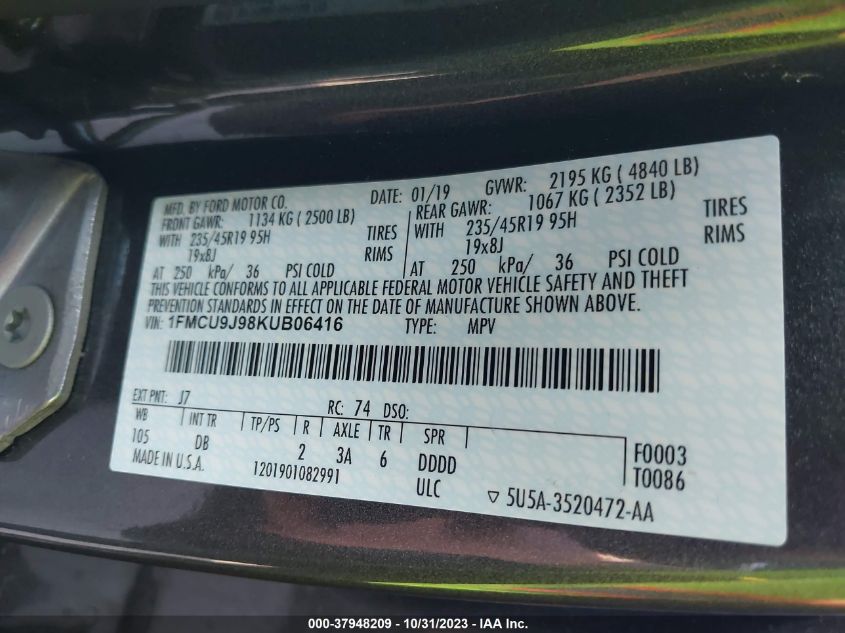 MFD. BY FORD MOTOR CO. DATE: 01/19 GVWR: 2195 KG ( 4840 LB)
FRONT GAWR: 1134 KG ( 2500 LB) REAR GAWR: 1067 KG ( 2352 LB)
WITH 235/45R19 95H TIRES WITH 235/45R19 95H TIRES
19x8J RIMS 19x8J RIMS
AT 250 kPa/ 36 PSI COLD AT 250 kPa/ 36 PSI COLD
THIS VEHICLE CONFORMS TO ALL APPLICABLE FEDERAL MOTOR VEHICLE SAFETY AND THEFT
PREVENTION STANDARDS IN EFFECT ON THE DATE OF MANUFACTURE SHOWN ABOVE.
VIN: 1FMCU9J98KUB06416 TYPE: MPV
EXT PNT: J7 RC: 74 DSO:
WB INT TR TP/PS R AXLE TR SPR
105 DB 2 3A 6 DDDD F0003
MADE IN U.S.A. 1201901082991 ULC T0086
▽ 5U5A-3520472-AA
000-37948209 - 10/31/2023 - IAA Inc.